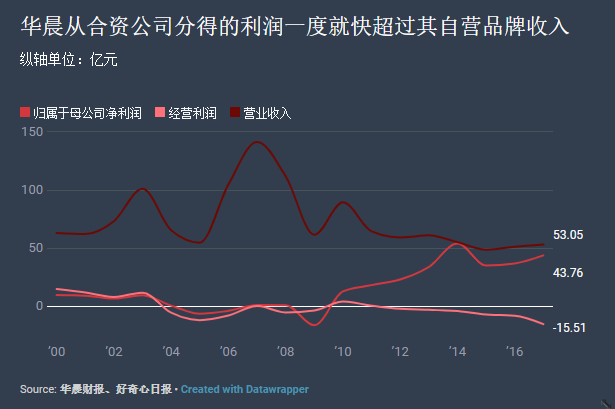 华晨从合资公司分得的利润一度就快超过其自营品牌收入
纵轴单位：亿元
归属于母公司净利润 经营利润 营业收入
150
100
50
0
53.05
43.76
-15.51
'00 '02 '04 '06 '08 '10 '12 '14 '16
Source: 华晨财报、好奇心日报 • Created with Datawrapper